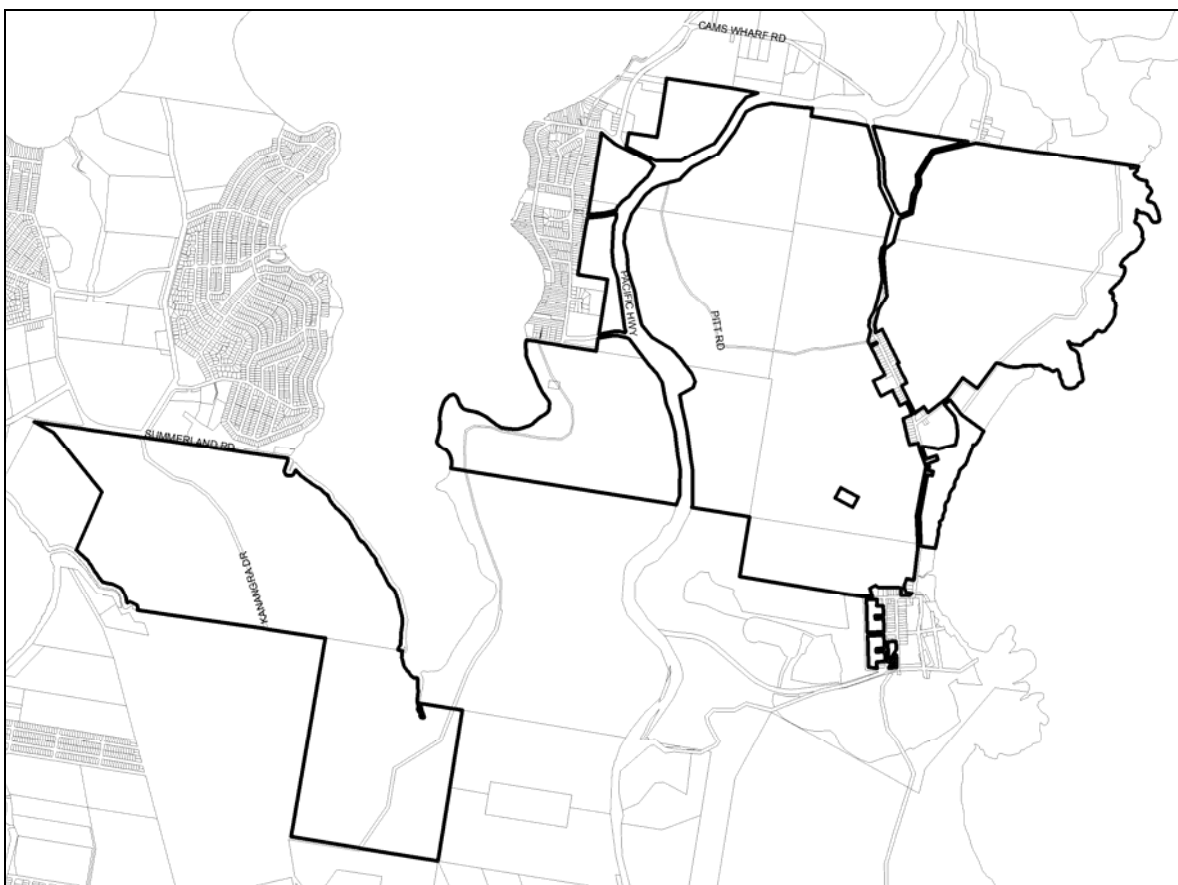 CAMS WHARF RD
PACIFIC HWY
PITT RD
SUMMERLAND RD
KANANGRA DR